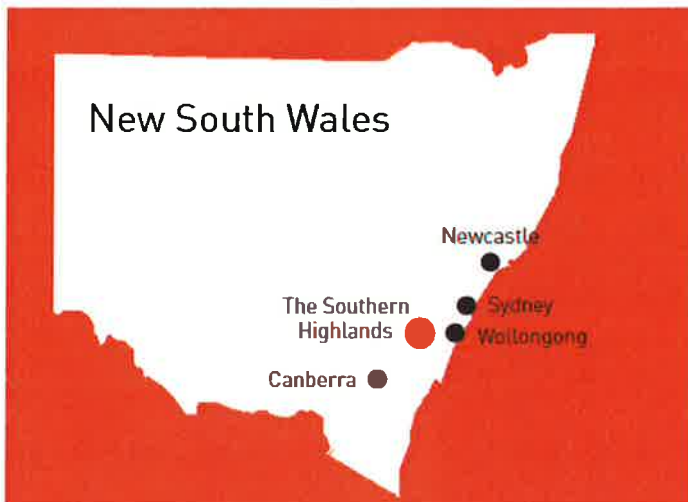 New South Wales
Newcastle
Sydney
The Southern
Highlands
Wollongong
Canberra